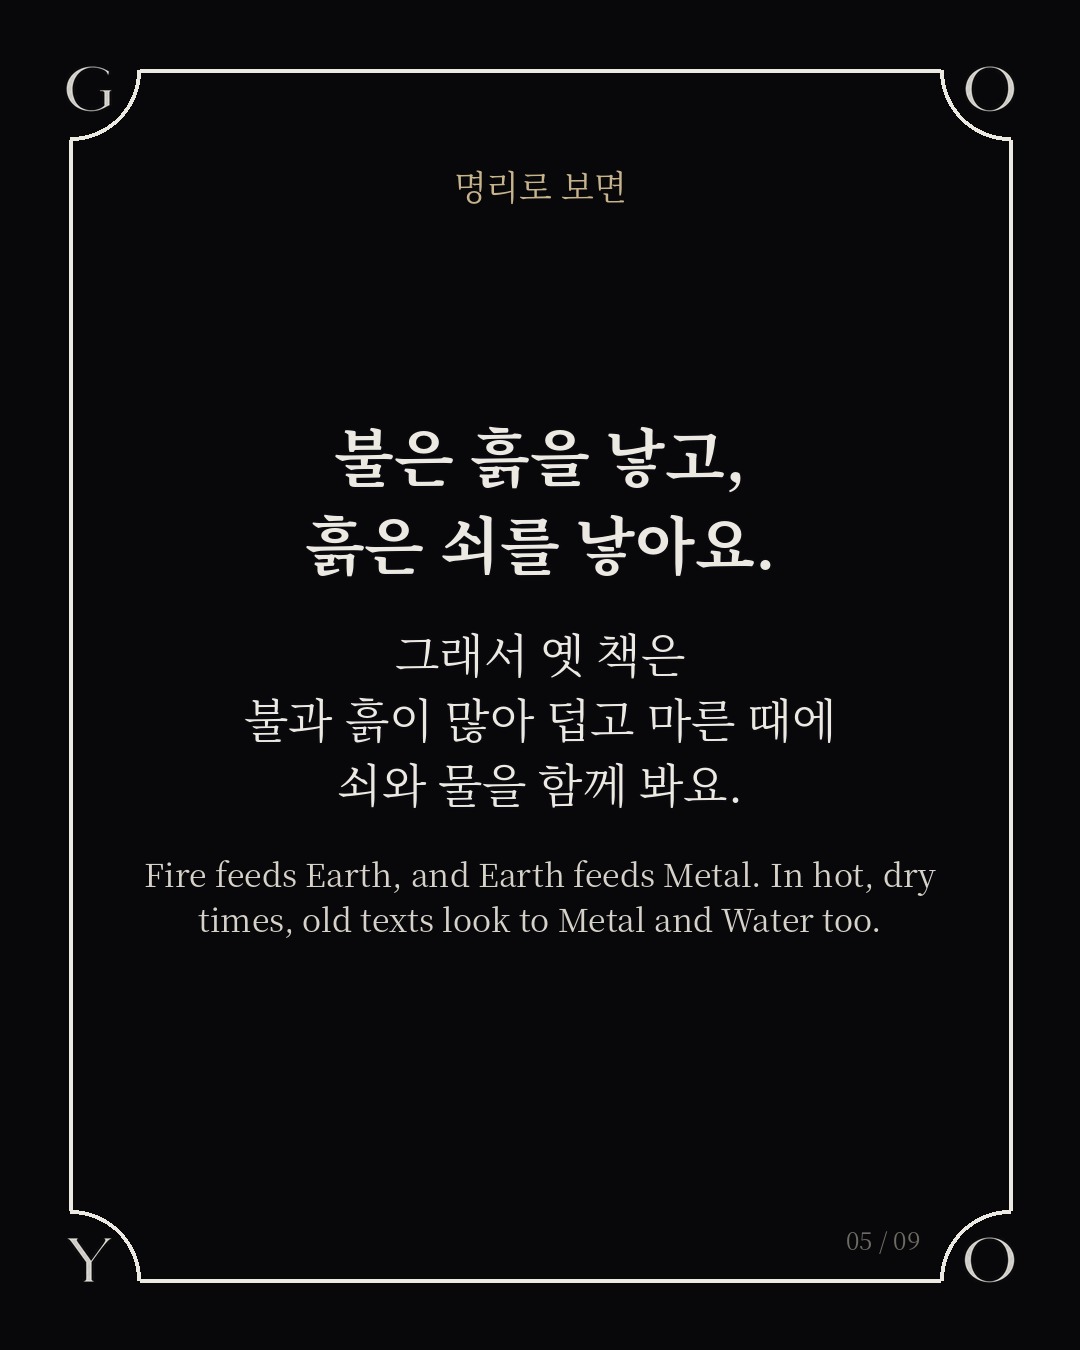 G O
명리로 보면
불은 흙을 낳고,
흙은 쇠를 낳아요.
그래서 옛 책은
불과 흙이 많아 덥고 마른 때에
쇠와 물을 함께 봐요.
Fire feeds Earth, and Earth feeds Metal. In hot, dry
times, old texts look to Metal and Water too.
05 / 09
Y O